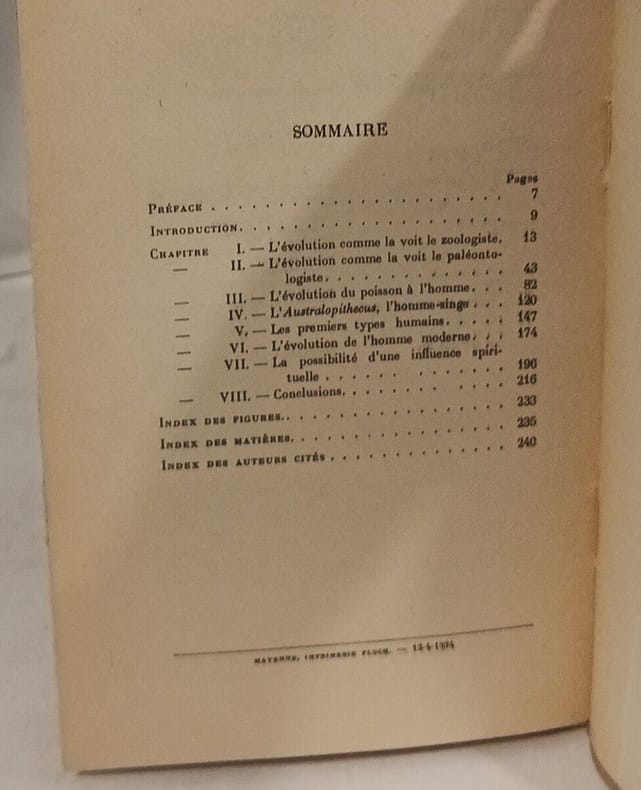 SOMMAIRE
Pages
PRÉFACE . . . . . . . . . . . . . . . . . . . . . . 7
INTRODUCTION. . . . . . . . . . . . . . . . . . . . 9
CHAPITRE I. — L'évolution comme la voit le zoologiste. 13
— II. — L'évolution comme la voit le paléonto-
logiste. . . . . . . . . . . . . . 43
— III. — L'évolution du poisson à l'homme. . . 82
— IV. — L'Australopithecus, l'homme-singe . . . 120
— V. — Les premiers types humains. . . . . 147
— VI. — L'évolution de l'homme moderne. . . 174
— VII. — La possibilité d'une influence spiri-
tuelle . . . . . . . . . . . . . . 196
— VIII. — Conclusions. . . . . . . . . . . . 216
INDEX DES FIGURES. . . . . . . . . . . . . . . . . . 233
INDEX DES MATIÈRES. . . . . . . . . . . . . . . . . 235
INDEX DES AUTEURS CITÉS . . . . . . . . . . . . . . 240
MAYENNE, IMPRIMERIE FLOCH. —